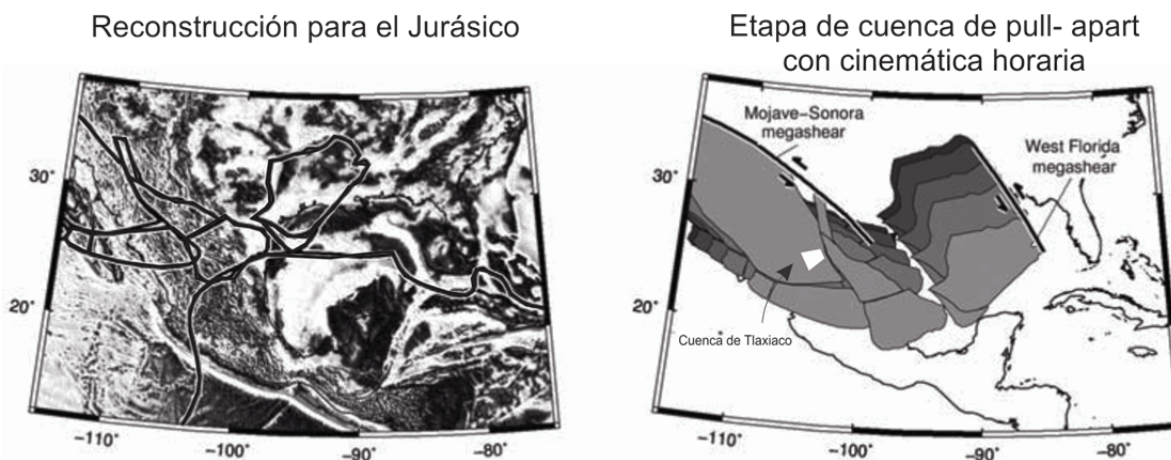 Reconstrucción para el Jurásico
30°
20°
−110°
−100°
−90°
−80°
Etapa de cuenca de pull- apart
con cinemática horaria
Mojave−Sonora
megashear
West Florida
megashear
30°
20°
Cuenca de Tlaxiaco
−110°
−100°
−90°
−80°